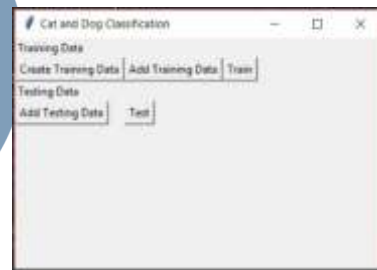 Cat and Dog Classification
Training Data
Create Training Data Add Training Data Train
Testing Data
Add Testing Data Test